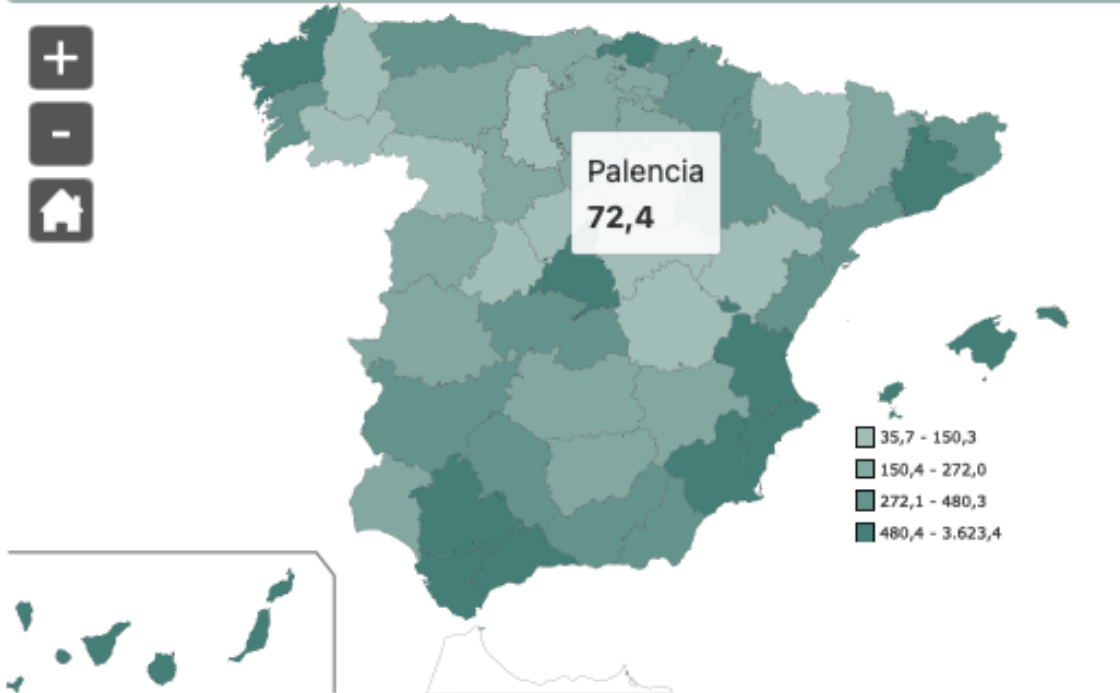 +
-
Palencia
72,4
35,7 - 150,3
150,4 - 272,0
272,1 - 480,3
480,4 - 3.623,4